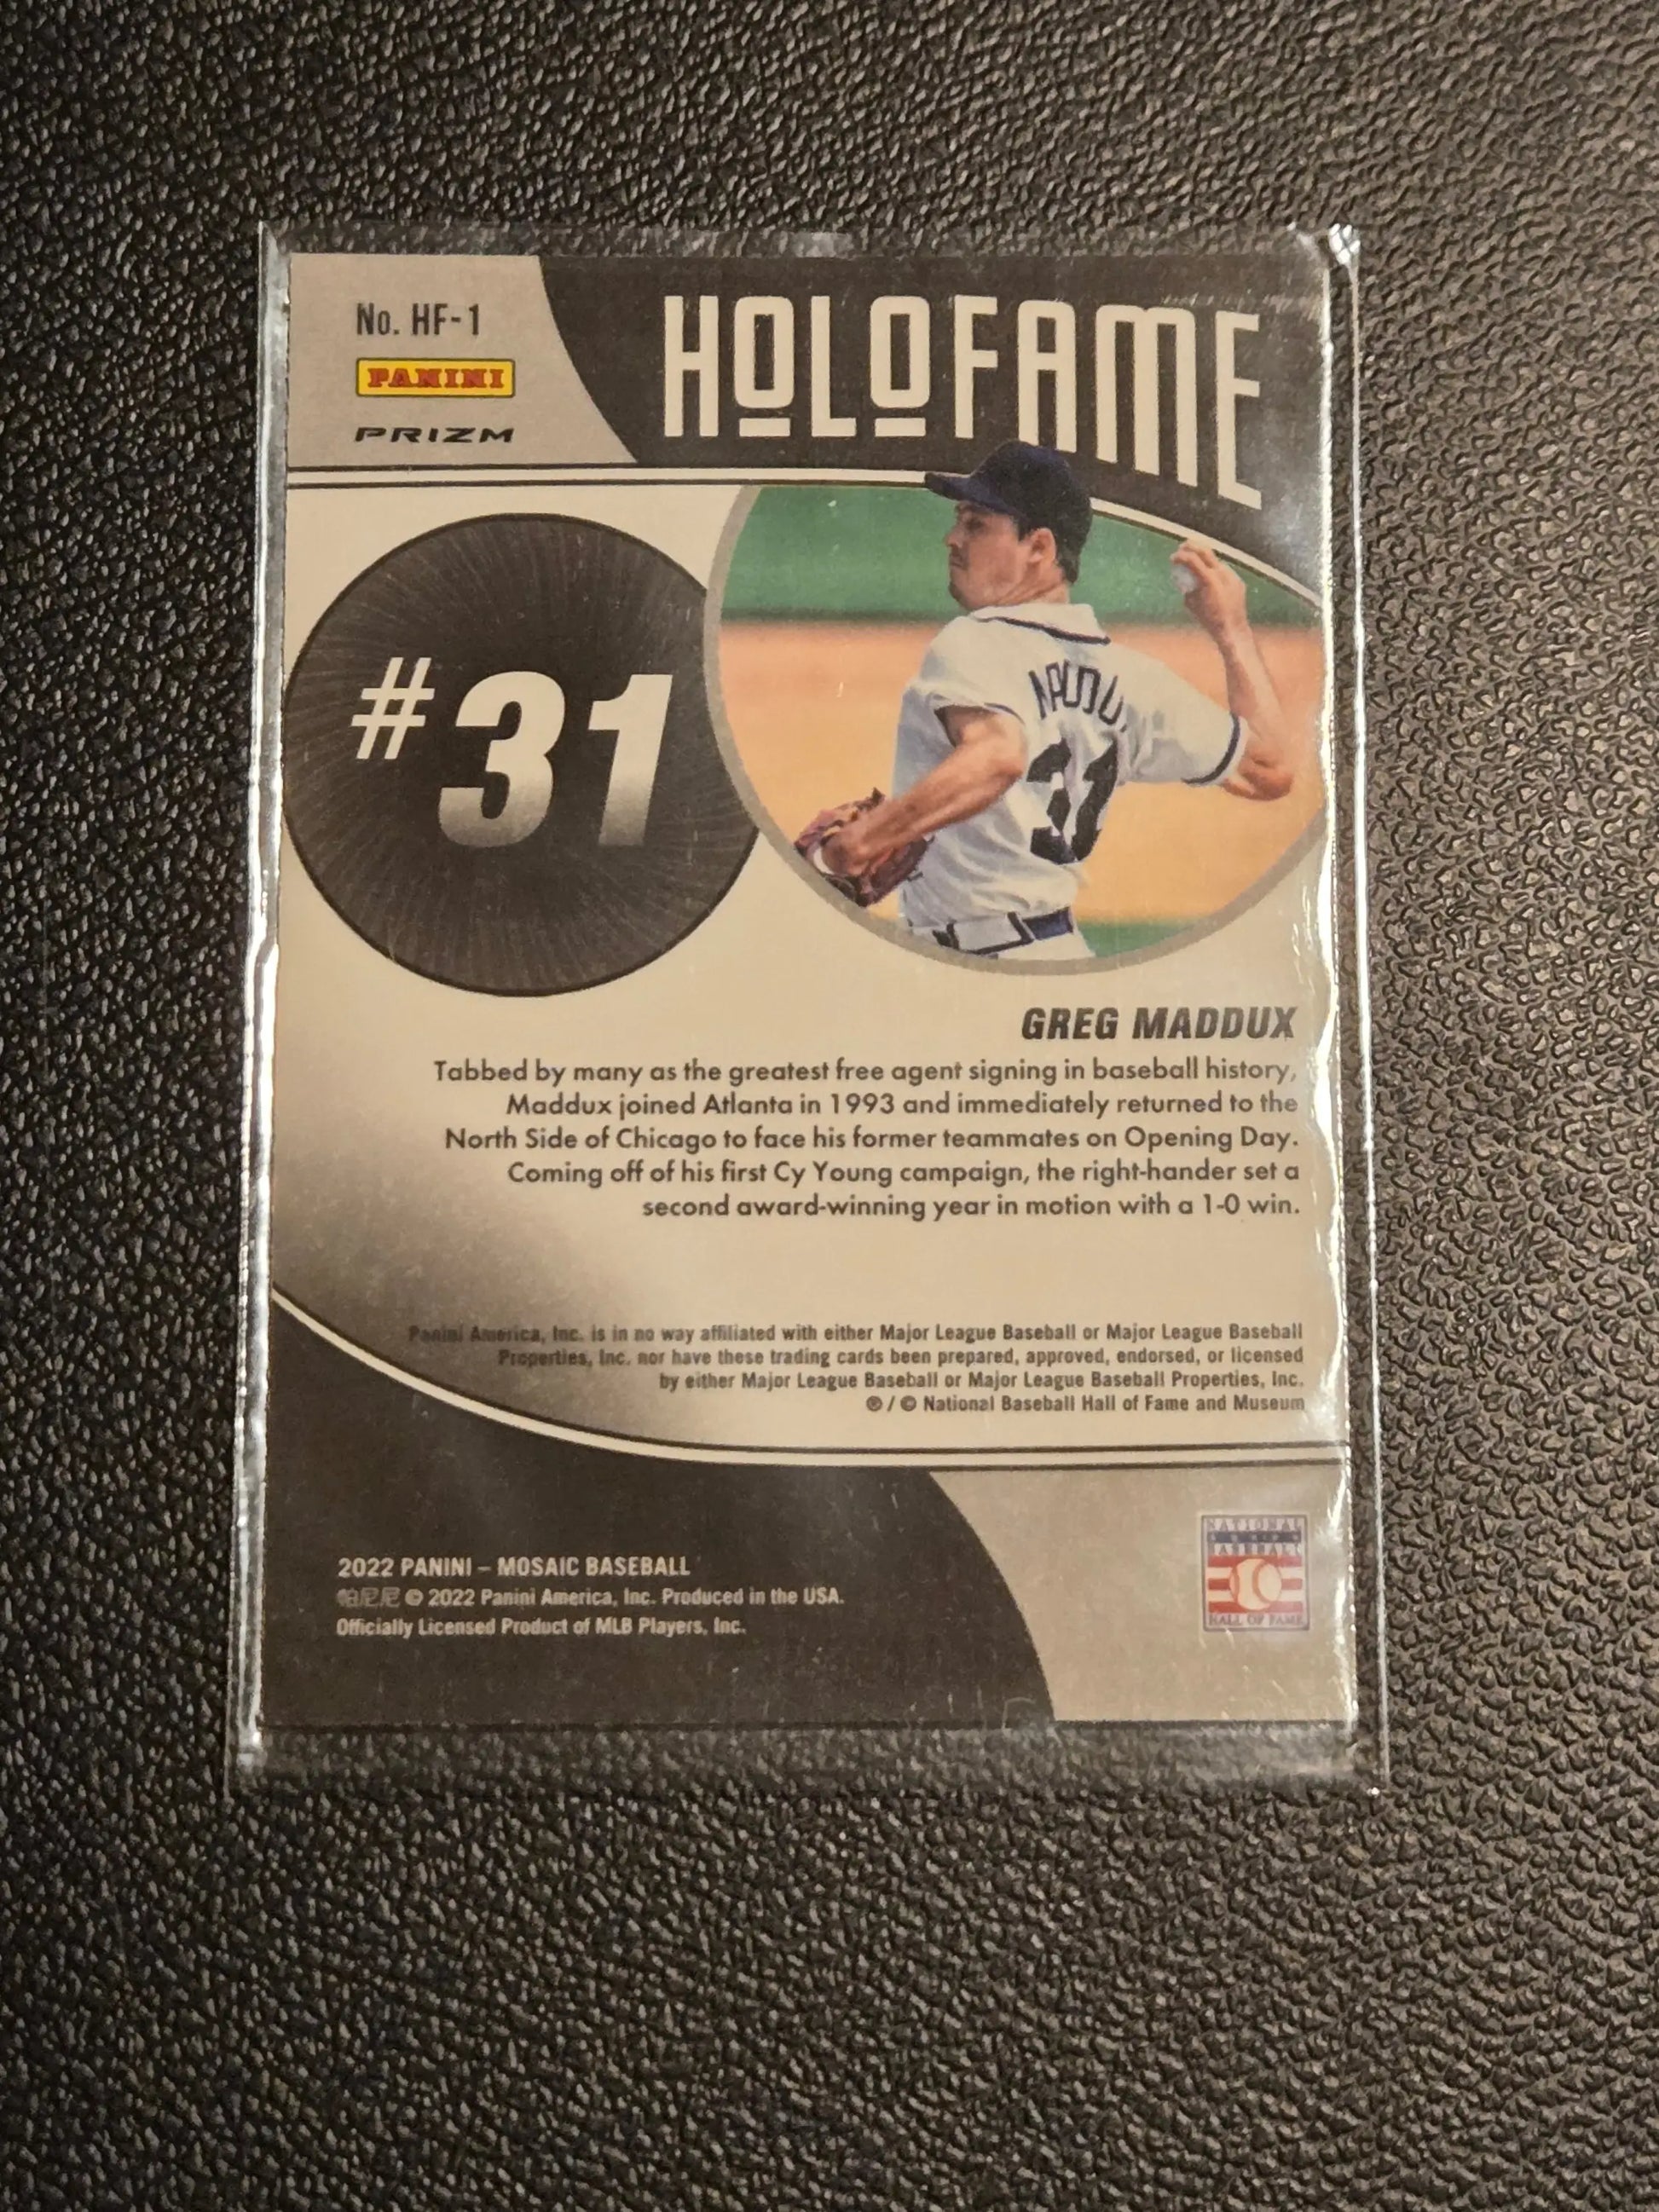 No. HF-1
PANINI
PRIZM
HOLOFAME
#31
MADDU
31
GREG MADDUX
Tabbed by many as the greatest free agent signing in baseball history,
Maddux joined Atlanta in 1993 and immediately returned to the
North Side of Chicago to face his former teammates on Opening Day.
Coming off of his first Cy Young campaign, the right-hander set a
second award-winning year in motion with a 1-0 win.
Panini America, Inc. is in no way affiliated with either Major League Baseball or Major League Baseball
Properties, Inc. nor have these trading cards been prepared, approved, endorsed, or licensed
by either Major League Baseball or Major League Baseball Properties, Inc.
® / © National Baseball Hall of Fame and Museum
2022 PANINI – MOSAIC BASEBALL
帕尼尼 © 2022 Panini America, Inc. Produced in the USA.
Officially Licensed Product of MLB Players, Inc.
NATIONAL
BASEBALL
HALL OF FAME